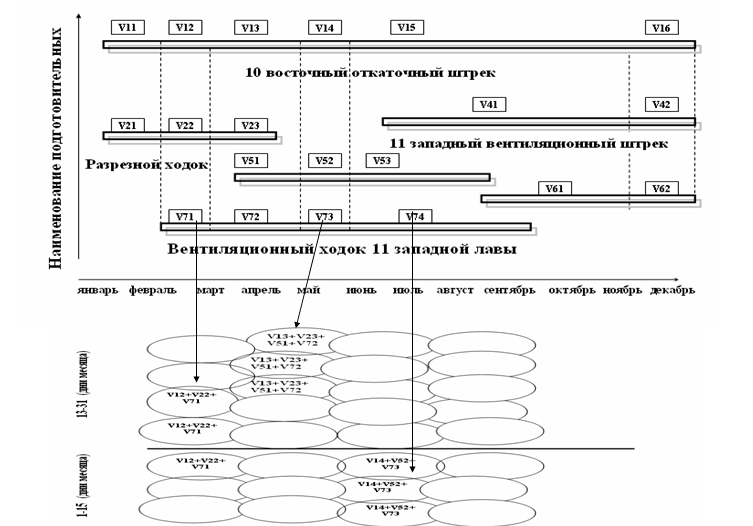 Наименование подготовительных
V11 V12 V13 V14 V15 V16
10 восточный откаточный штрек
V41 V42
V21 V22 V23
11 западный вентиляционный штрек
Разрезной ходок
V51 V52 V53
V61 V62
V71 V72 V73 V74
Вентиляционный ходок 11 западной лавы
январь февраль март апрель май июнь июль август сентябрь октябрь ноябрь декабрь
13-31 (дни месяца)
V13+V23+
V51+V72
V13+V23+
V51+V72
V13+V23+
V51+V72
V12+V22+
V71
V12+V22+
V71
1-15 (дни месяца)
V12+V22+
V71
V14+V52+
V73
V14+V52+
V73
V14+V52+
V73